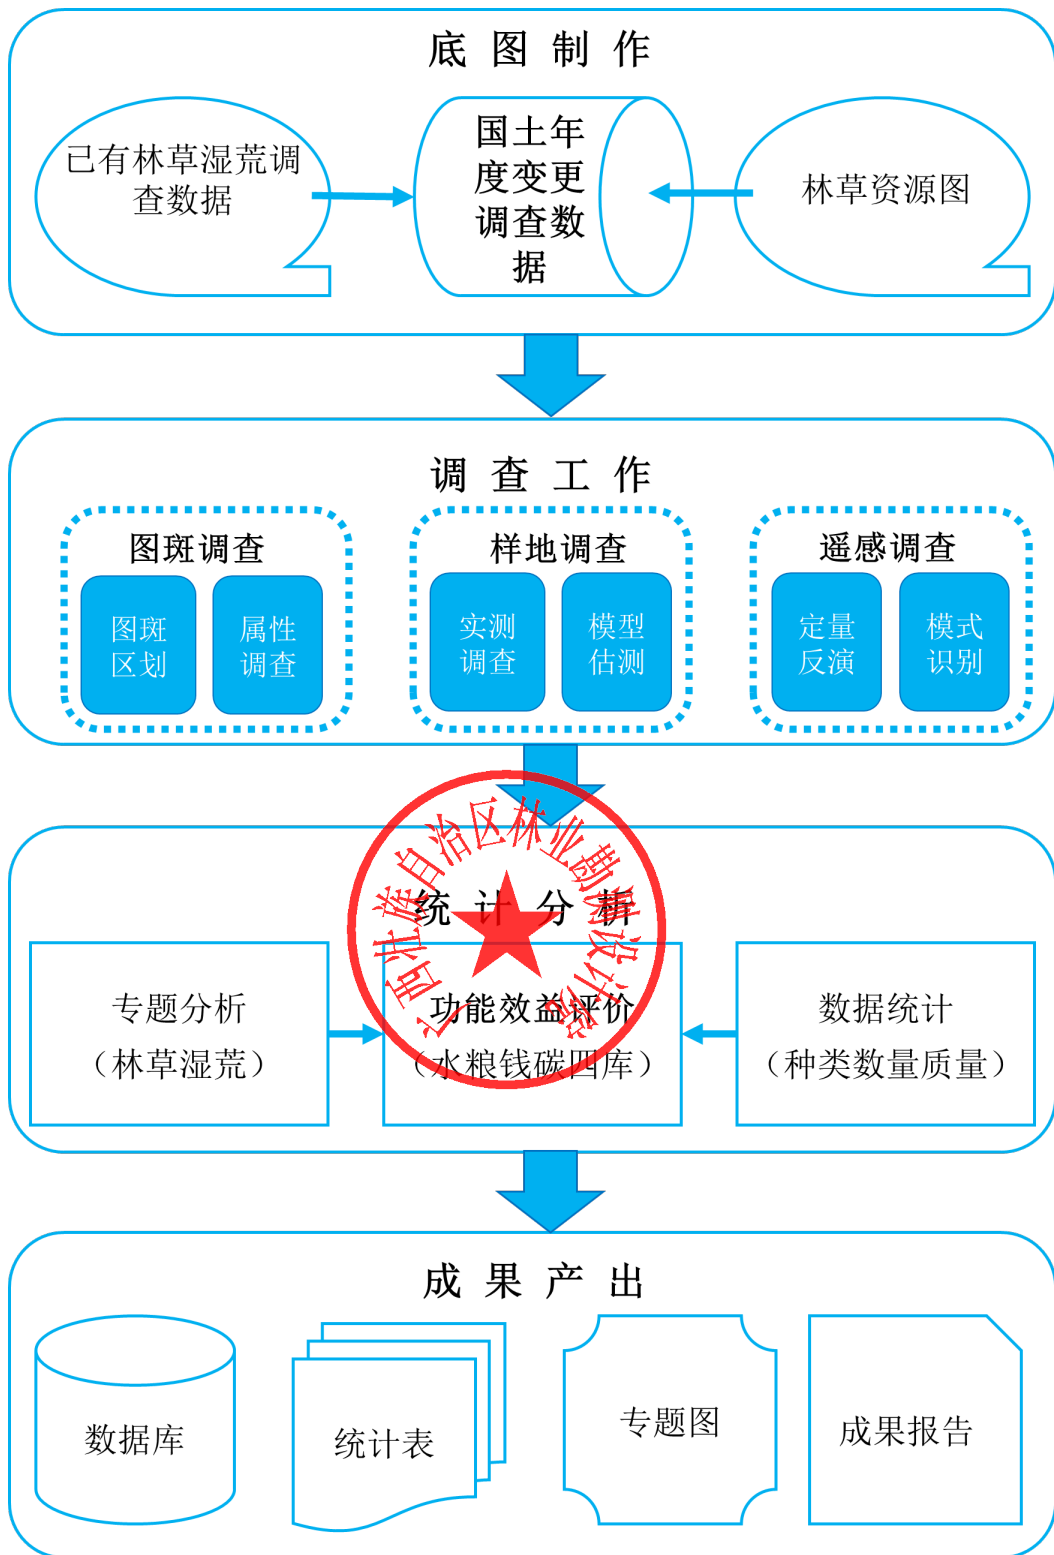 底图制作
已有林草湿荒调
查数据
国土年
度变更
调查数
据
林草资源图
调查工作
图斑调查
图斑
区划
属性
调查
样地调查
实测
调查
模型
估测
遥感调查
定量
反演
模式
识别
广西壮族自治区林业勘测设计院
统计分析
专题分析
（林草湿荒）
功能效益评价
（水粮钱碳四库）
数据统计
（种类数量质量）
成果产出
数据库
统计表
专题图
成果报告